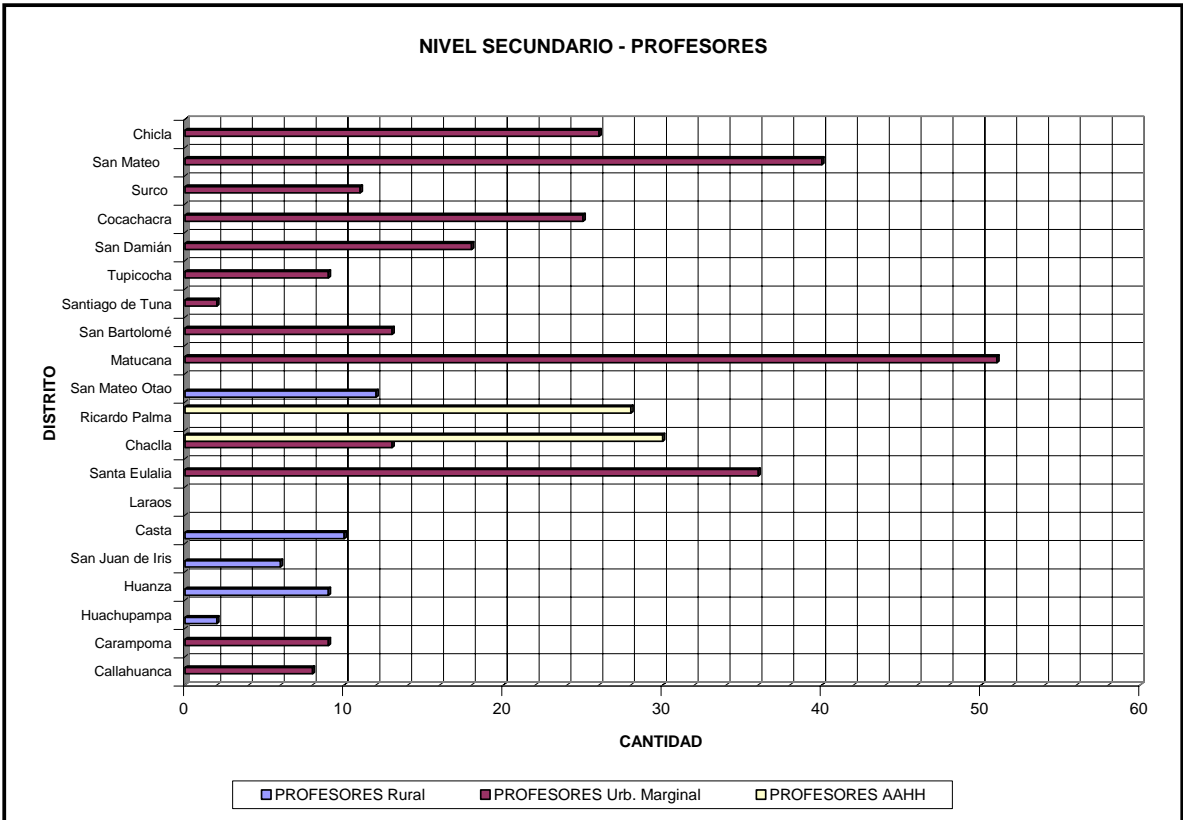 NIVEL SECUNDARIO - PROFESORES
DISTRITO
Chicla
San Mateo
Surco
Cocachacra
San Damián
Tupicocha
Santiago de Tuna
San Bartolomé
Matucana
San Mateo Otao
Ricardo Palma
Chaclla
Santa Eulalia
Laraos
Casta
San Juan de Iris
Huanza
Huachupampa
Carampoma
Callahuanca
0 10 20 30 40 50 60
CANTIDAD
PROFESORES Rural PROFESORES Urb. Marginal PROFESORES AAHH